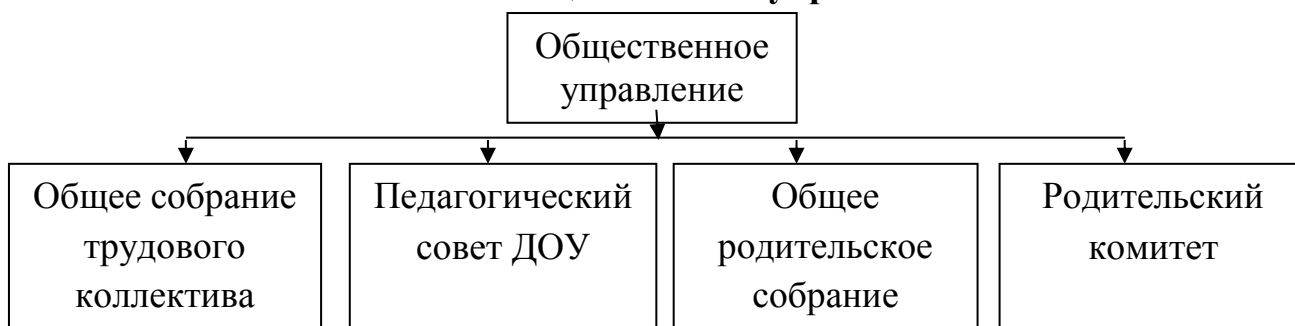 Общественное
управление
Общее собрание
трудового
коллектива
Педагогический
совет ДОУ
Общее
родительское
собрание
Родительский
комитет